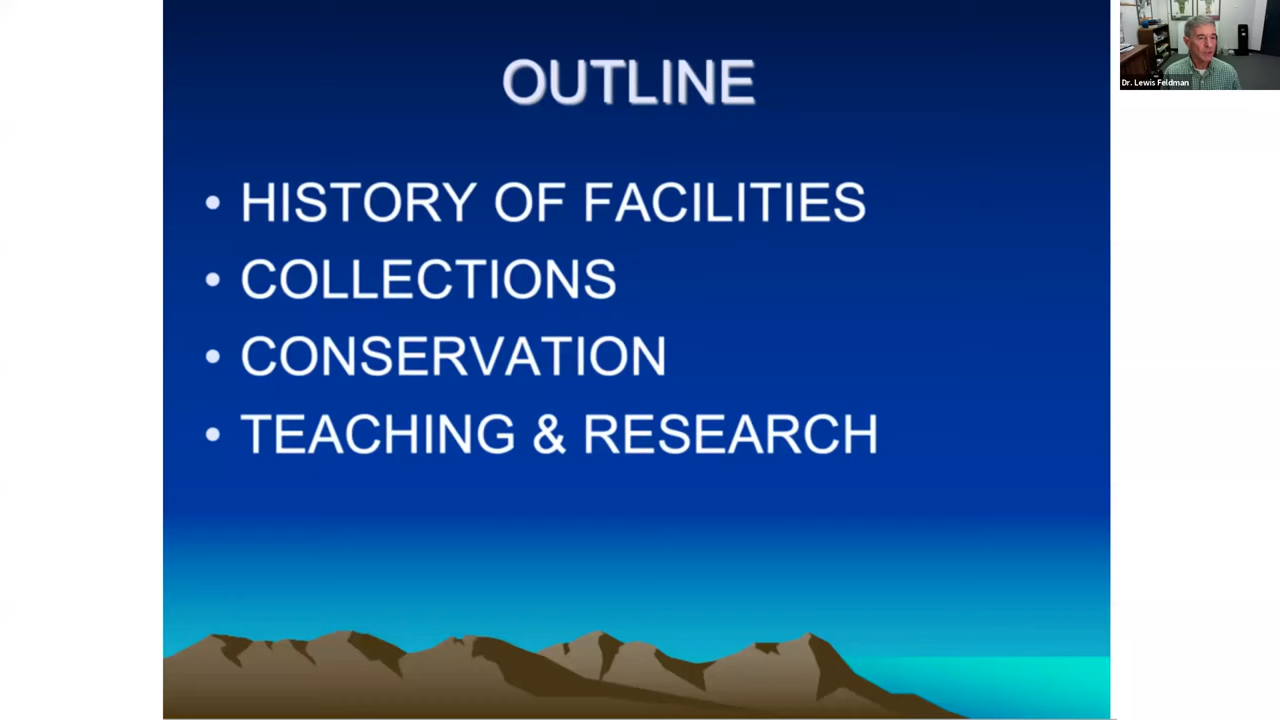 OUTLINE
• HISTORY OF FACILITIES
• COLLECTIONS
• CONSERVATION
• TEACHING & RESEARCH
Dr. Lewis Feldman